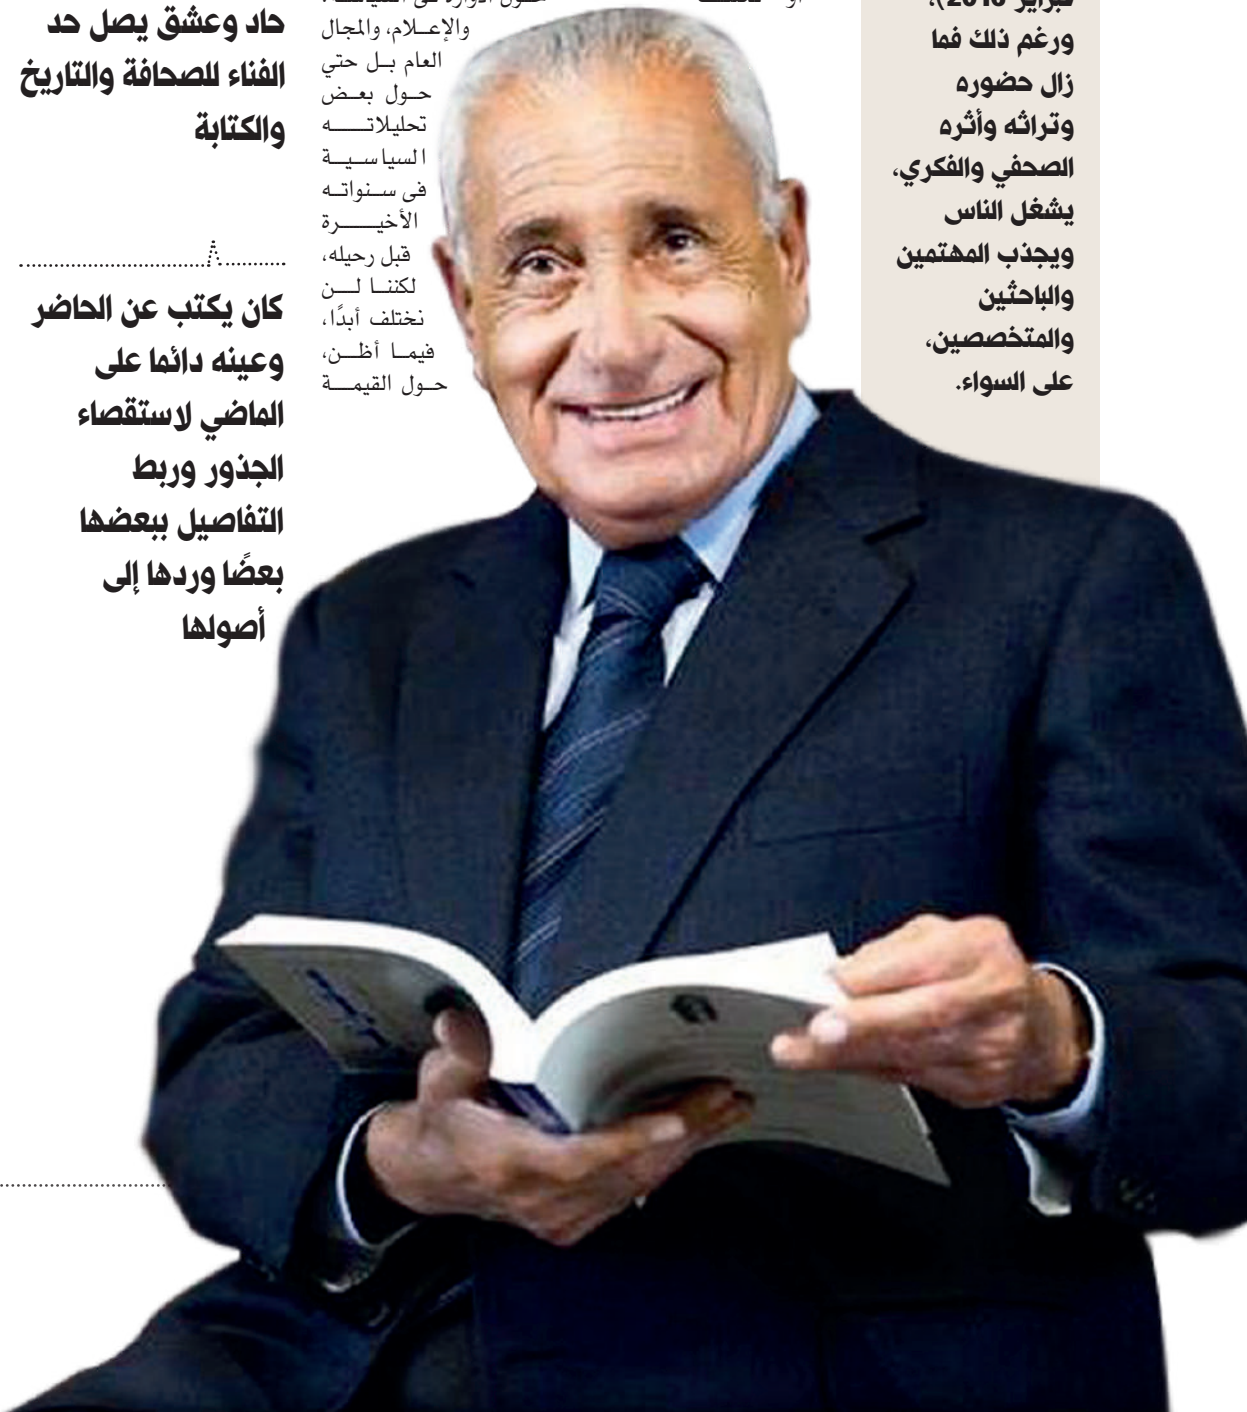 فبراير 2016)،
ورغم ذلك فما
زال حضوره
وتراثه وأثره
الصحفي والفكري،
يشغل الناس
ويجذب المهتمين
والباحثين
والمتخصصين،
على السواء.
أو
والإعلام، والمجال
العام بل حتي
حول بعض
تحليلاته
السياسية
فى سنواته
الأخيرة
قبل رحيله،
لكننا لن
نختلف أبدًا،
فيما أظن،
حول القيمة
حاد وعشق يصل حد
الفناء للصحافة والتاريخ
والكتابة
كان يكتب عن الحاضر
وعينه دائما على
الماضي لاستقصاء
الجذور وربط
التفاصيل ببعضها
بعضًا وردها إلى
أصولها